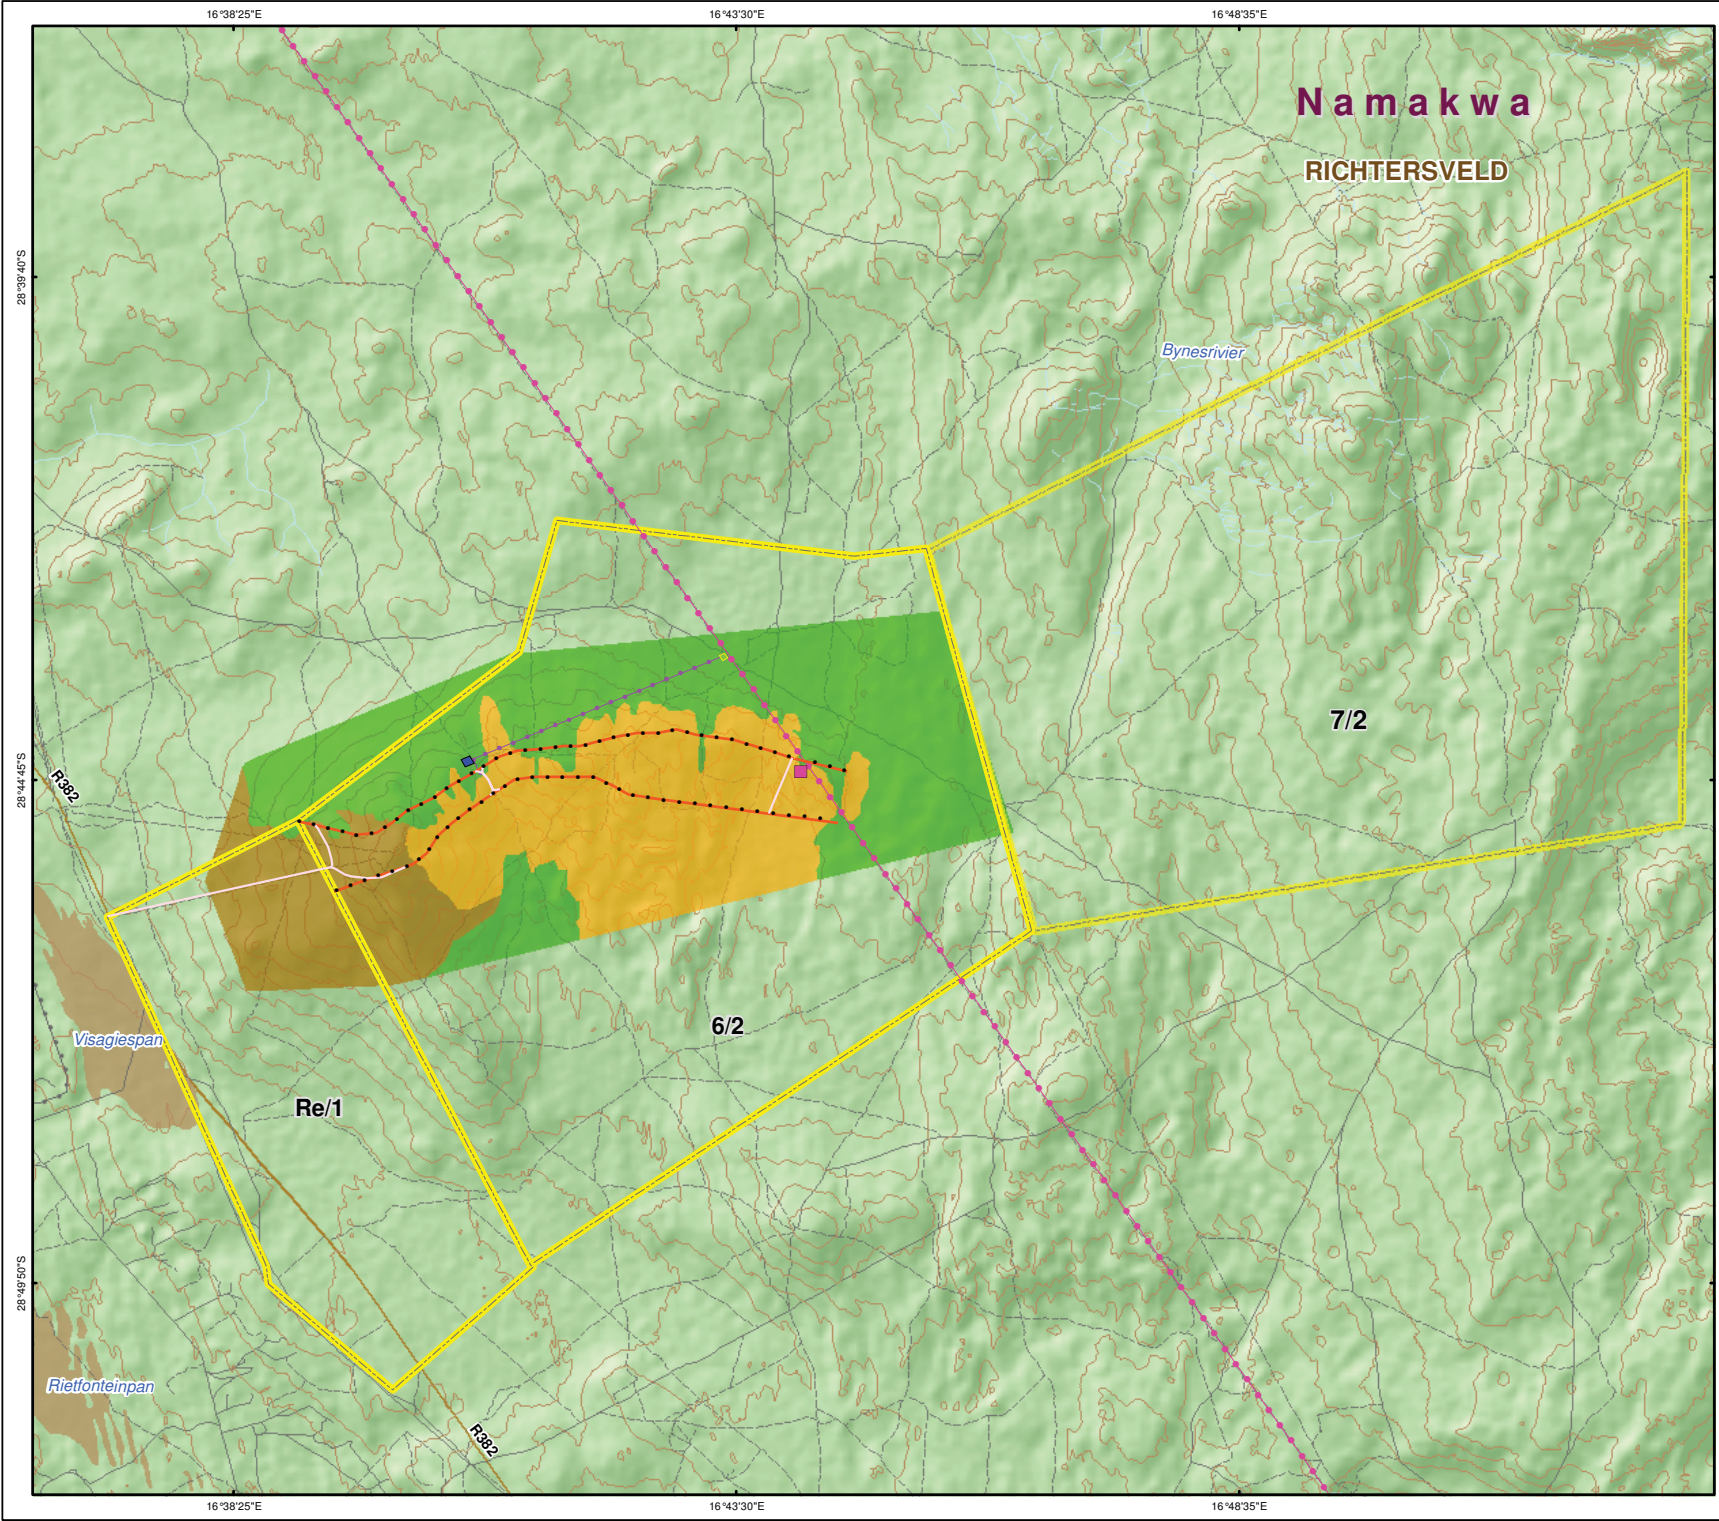 16°38'25"E 16°43'30"E 16°48'35"E
Namakwa
RICHTERSVELD
28°39'40"S
Bynesrivier
7/2
28°44'45"S
R382
6/2
Visagiespan
Re/1
28°49'50"S
Rietfonteinpan
R382
16°38'25"E 16°43'30"E 16°48'35"E